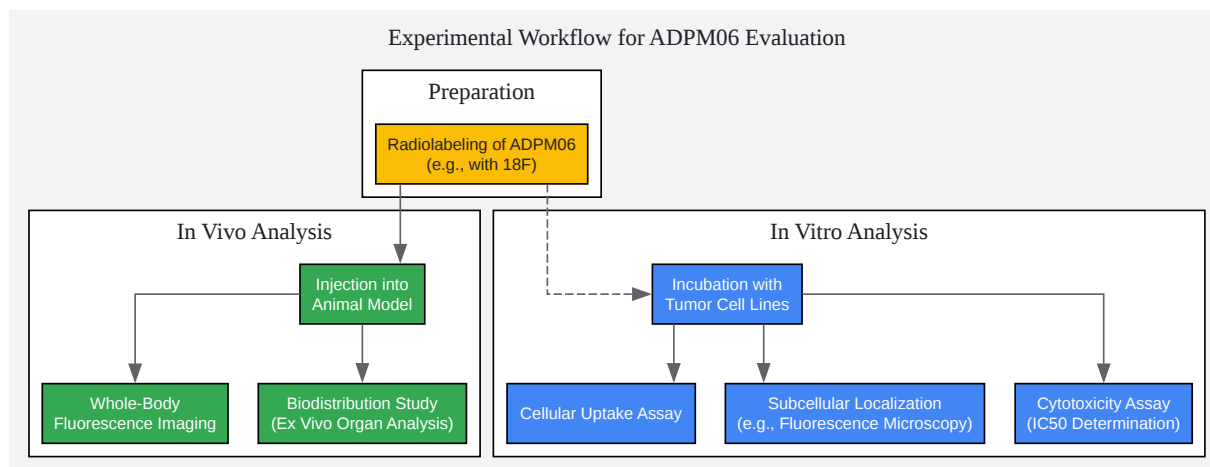 Experimental Workflow for ADPM06 Evaluation
Preparation
Radiolabeling of ADPM06
(e.g., with 18F)
In Vivo Analysis
Injection into
Animal Model
Whole-Body
Fluorescence Imaging
Biodistribution Study
(Ex Vivo Organ Analysis)
In Vitro Analysis
Incubation with
Tumor Cell Lines
Cellular Uptake Assay
Subcellular Localization
(e.g., Fluorescence Microscopy)
Cytotoxicity Assay
(IC50 Determination)